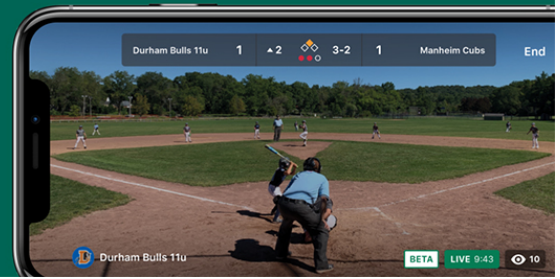 Durham Bulls 11u 1 ▲2 3-2 1 Manheim Cubs End
Durham Bulls 11u BETA LIVE 9:43 10